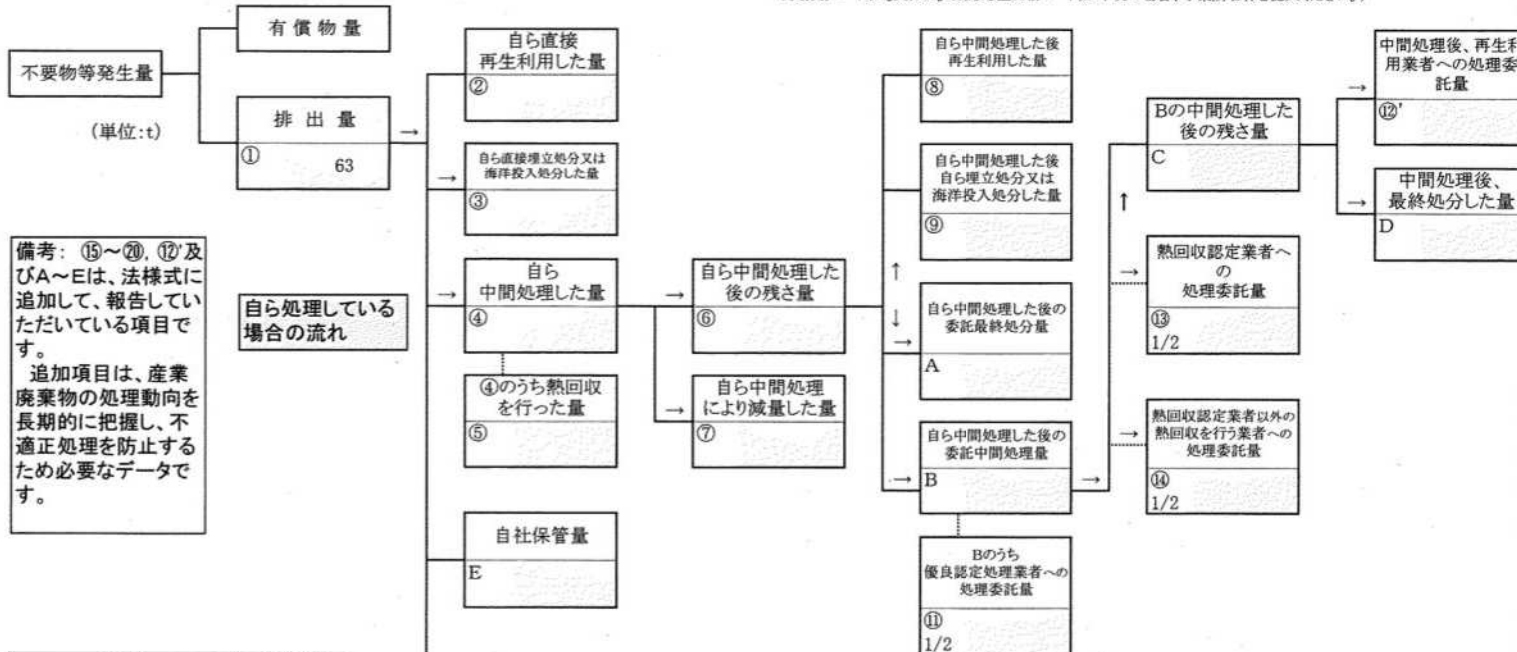 有償物量
不要物等発生量
(単位:t)
排出量
①
63
→
自ら直接
再生利用した量
②
→
自ら直接埋立処分又は
海洋投入処分した量
③
→
自ら
中間処理した量
④
④のうち熱回収
を行った量
⑤
自社保管量
E
備考: ⑮～⑳, ⑫'及
びA～Eは、法様式に
追加して、報告してい
ただいている項目で
す。
追加項目は、産業
廃棄物の処理動向を
長期的に把握し、不
適正処理を防止する
ため必要なデータで
す。
自ら処理している
場合の流れ
→
自ら中間処理した
後の残さ量
⑥
→
自ら中間処理
により減量した量
⑦
自ら中間処理した後
再生利用した量
⑧
自ら中間処理した後
自ら埋立処分又は
海洋投入処分した量
⑨
↑
↓
→
自ら中間処理した後の
委託最終処分量
A
→
自ら中間処理した後の
委託中間処理量
B
→
Bのうち
優良認定処理業者への
処理委託量
⑪
1/2
→
Bの中間処理した
後の残さ量
C
↑
→
熱回収認定業者へ
の
処理委託量
⑬
1/2
→
熱回収認定業者以外の
熱回収を行う業者への
処理委託量
⑭
1/2
→
中間処理後、再生利
用業者への処理委
託量
⑫'
→
中間処理後、
最終処分した量
D